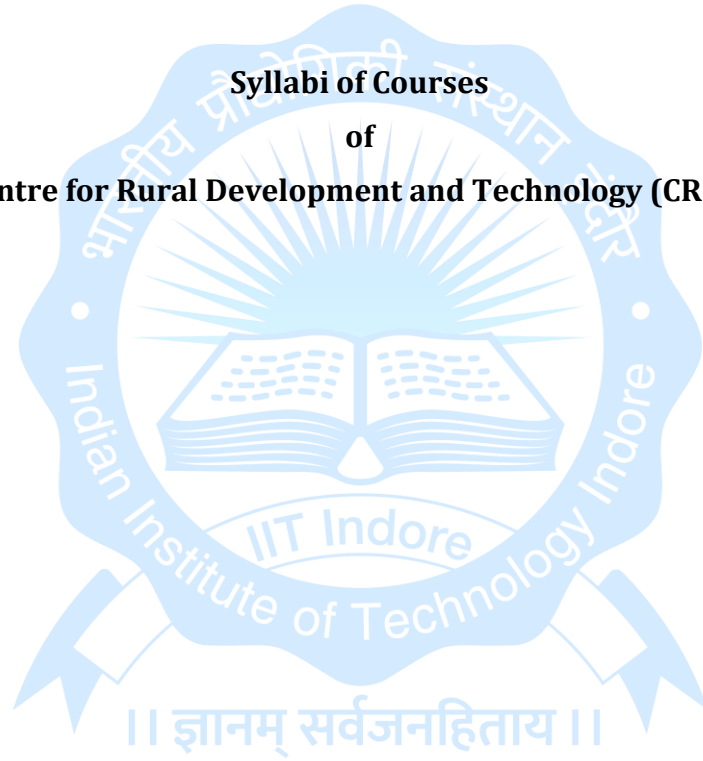 Syllabi of Courses
of
ntre for Rural Development and Technology (CR
भारतीय प्रौद्योगिकी संस्थान इंदौर
Indian Institute of Technology Indore
IIT Indore
।। ज्ञानम् सर्वजनहिताय ।।